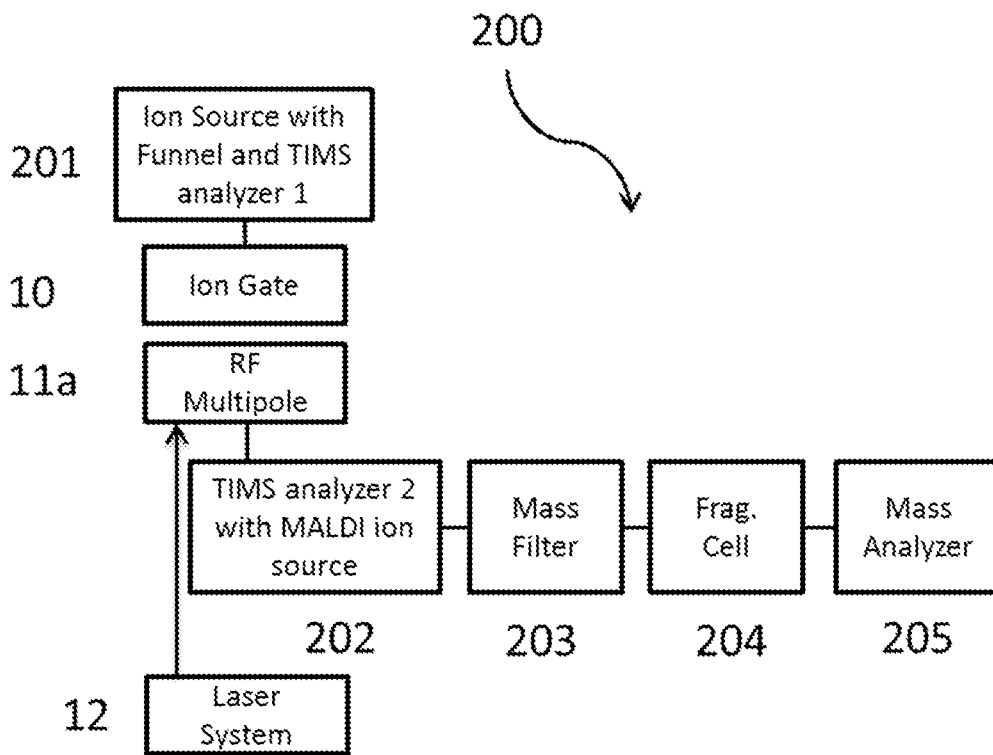 200
201
Ion Source with
Funnel and TIMS
analyzer 1
10
Ion Gate
11a
RF
Multipole
TIMS analyzer 2
with MALDI ion
source
Mass
Filter
Frag.
Cell
Mass
Analyzer
202
203
204
205
12
Laser
System